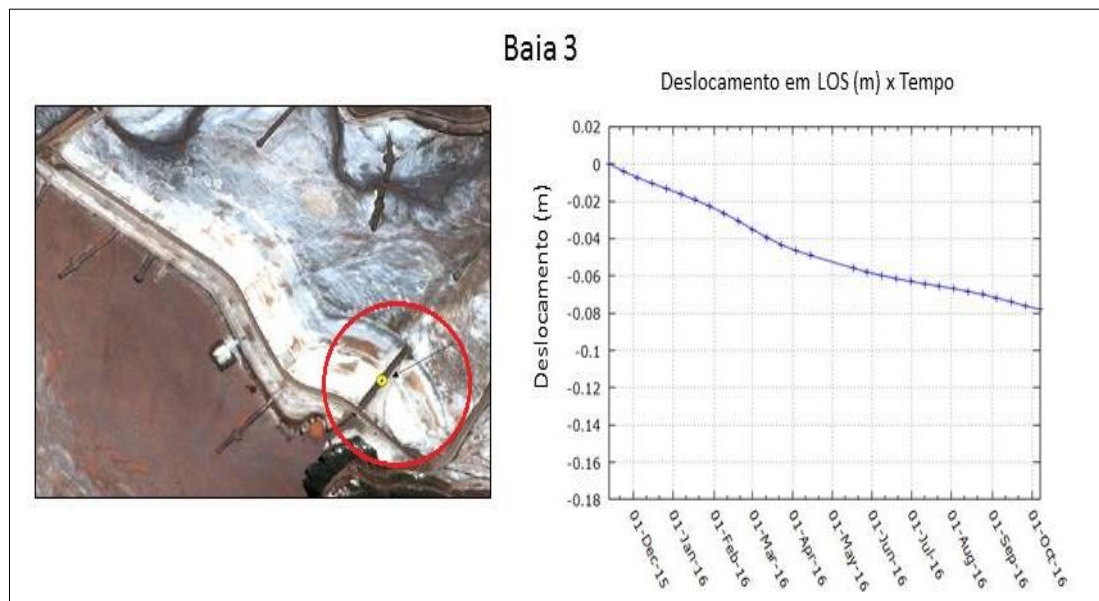 Baia 3
Deslocamento em LOS (m) x Tempo
Deslocamento (m)
0.02
0
-0.02
-0.04
-0.06
-0.08
-0.1
-0.12
-0.14
-0.16
-0.18
01-Dec-15
01-Jan-16
01-Feb-16
01-Mar-16
01-Apr-16
01-May-16
01-Jun-16
01-Jul-16
01-Aug-16
01-Sep-16
01-Oct-16